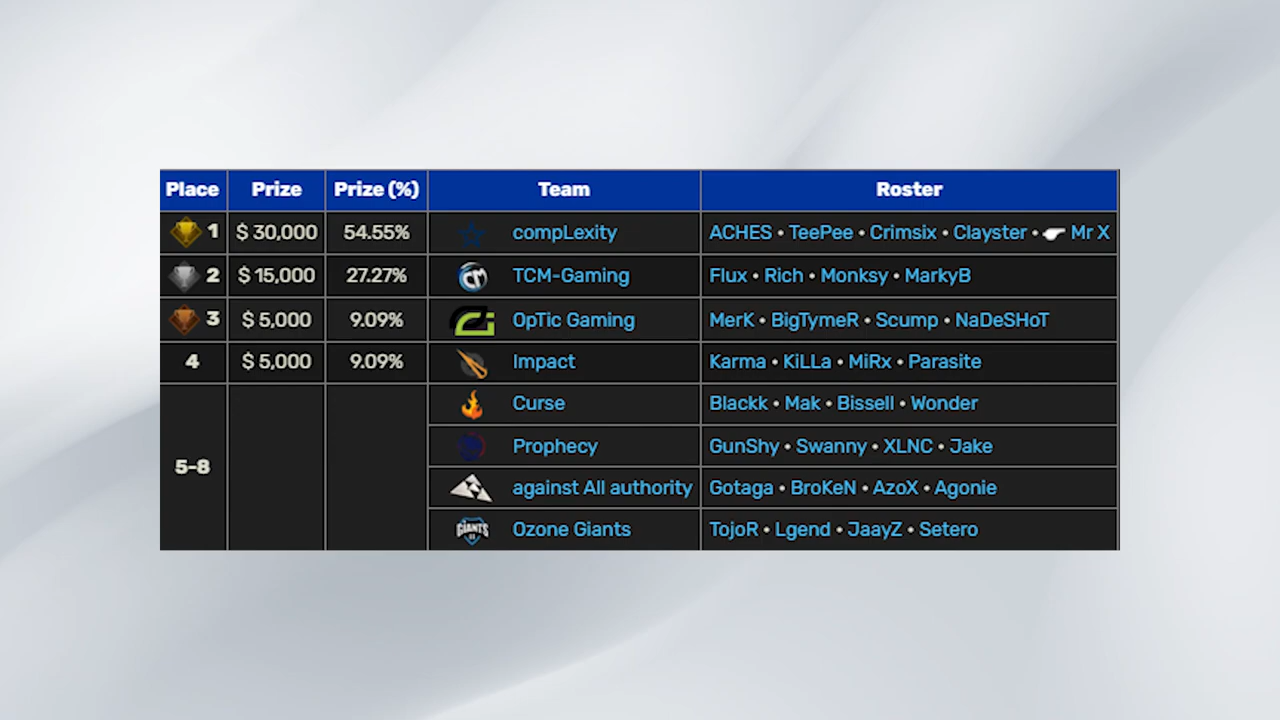 Place Prize Prize (%) Team Roster
1 $ 30,000 54.55% compLexity ACHES • TeePee • Crimsix • Clayster • Mr X
2 $ 15,000 27.27% TCM-Gaming Flux • Rich • Monksy • MarkyB
3 $ 5,000 9.09% OpTic Gaming MerK • BigTymeR • Scump • NaDeSHoT
4 $ 5,000 9.09% Impact Karma • KiLLa • MiRx • Parasite
5-8
Curse Blackk • Mak • Bissell • Wonder
Prophecy GunShy • Swanny • XLNC • Jake
against All authority Gotaga • BroKeN • AzoX • Agonie
GIANTS Ozone Giants TojoR • Lgend • JaayZ • Setero